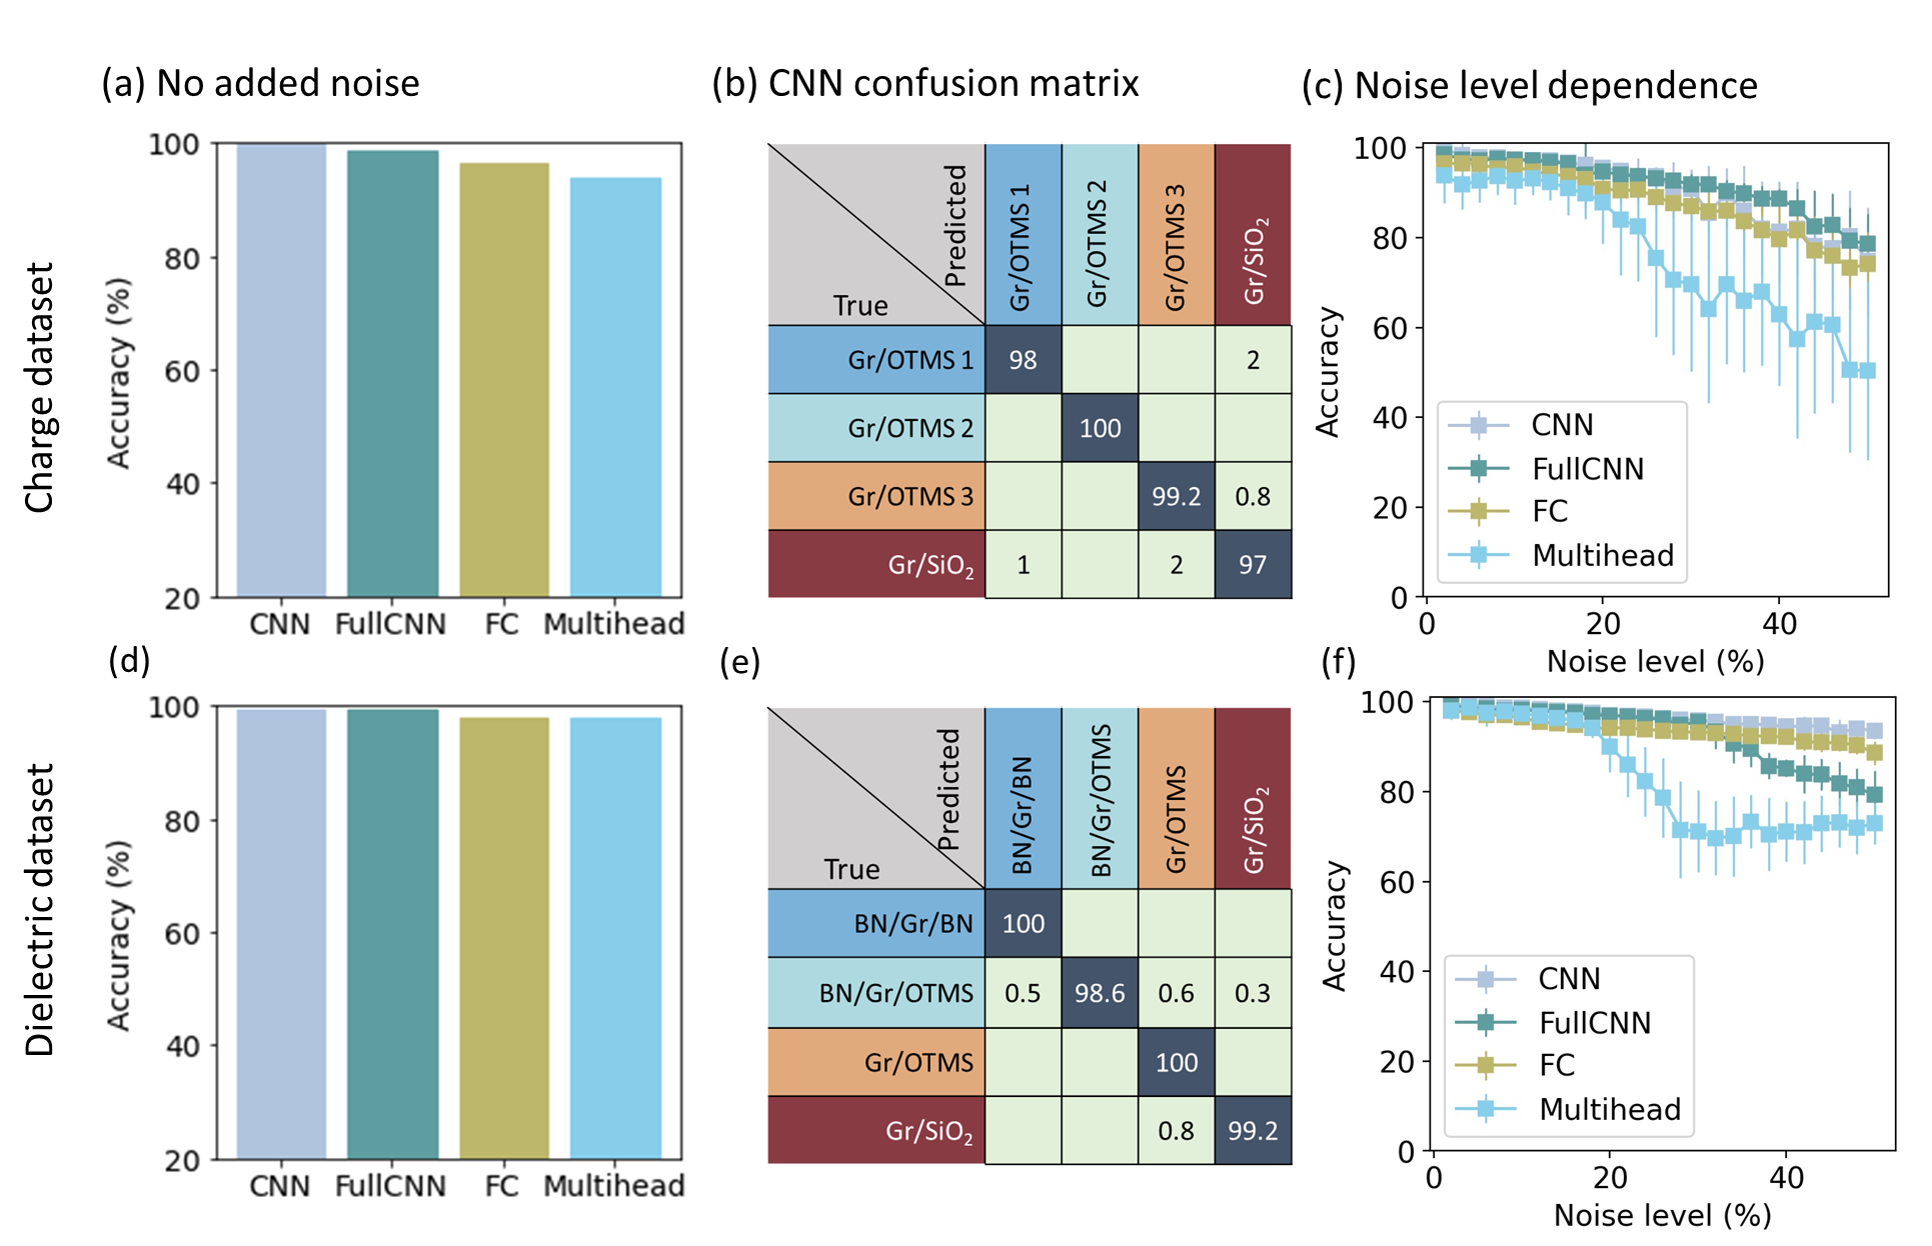 (a) No added noise
(b) CNN confusion matrix
(c) Noise level dependence
Charge dataset
Accuracy (%)
100
80
60
40
20
CNN
FullCNN
FC
Multihead
Predicted
True
Gr/OTMS 1
Gr/OTMS 2
Gr/OTMS 3
Gr/SiO₂
Gr/OTMS 1
98
2
Gr/OTMS 2
100
Gr/OTMS 3
99.2
0.8
Gr/SiO₂
1
2
97
Accuracy
100
80
60
40
20
0
CNN
FullCNN
FC
Multihead
0
20
40
Noise level (%)
(d)
(e)
(f)
Dielectric dataset
Accuracy (%)
100
80
60
40
20
CNN
FullCNN
FC
Multihead
Predicted
True
BN/Gr/BN
BN/Gr/OTMS
Gr/OTMS
Gr/SiO₂
BN/Gr/BN
100
BN/Gr/OTMS
0.5
98.6
0.6
0.3
Gr/OTMS
100
Gr/SiO₂
0.8
99.2
Accuracy
100
80
60
40
20
0
CNN
FullCNN
FC
Multihead
0
20
40
Noise level (%)